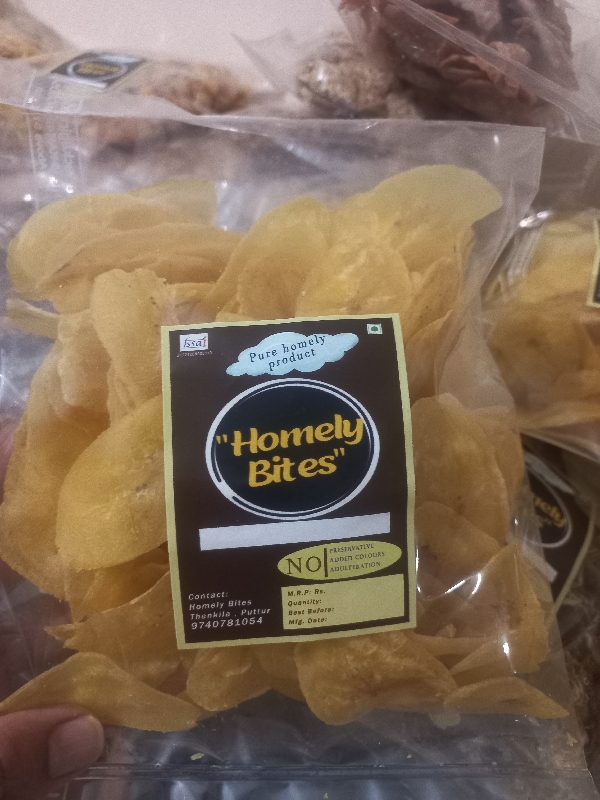 fssai
Pure homely
product
"Homely
Bites"
NO
PRESERVATIVE
ADDED COLOURS
ADULTERATION
Contact:
Homely Bites
Thenkila . Puttur
9740781054
M.R.P: Rs.
Quantity:
Best Before:
Mfg. Date: